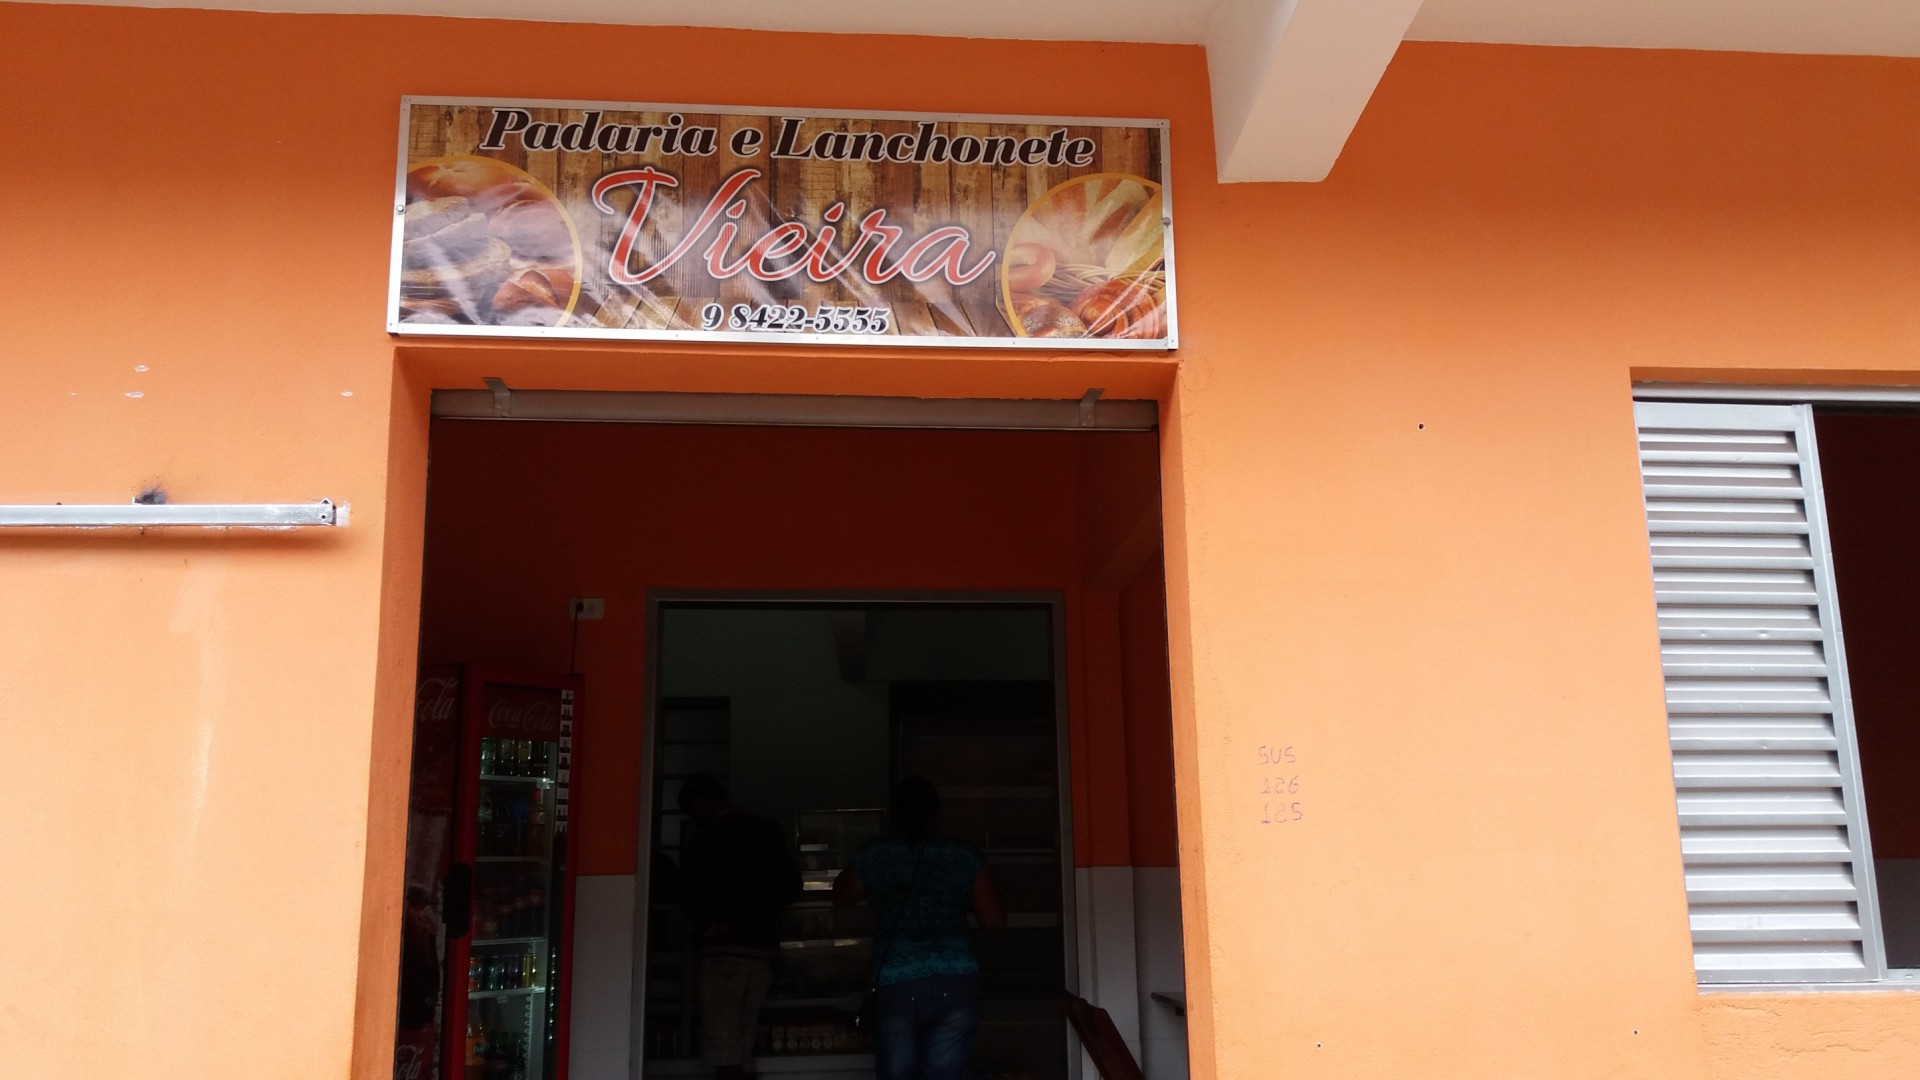 Padaria e Lanchonete
Vieira
9 8422-5555
Coca-Cola
SUS
126
125